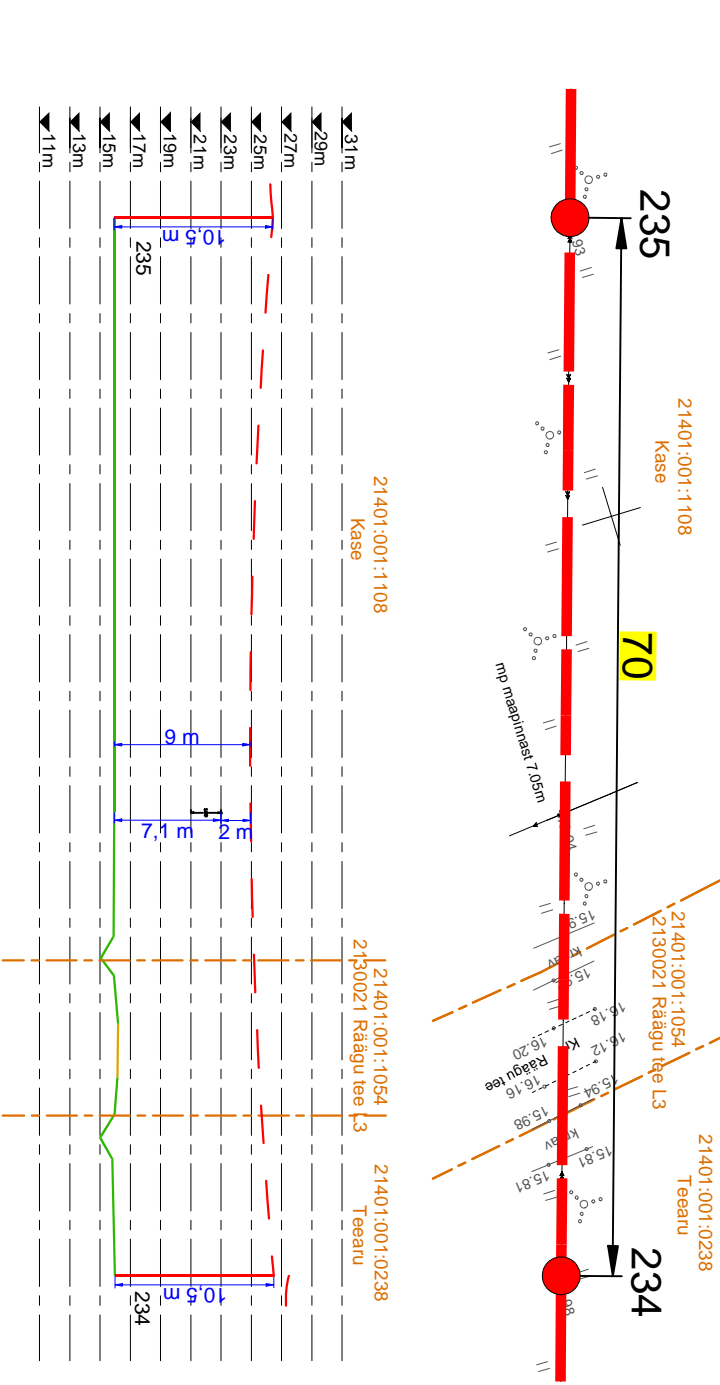 235
93
21401:001:1108
Kase
70
mp maapinnast 7.05m
21401:001:1054
2130021 Räägu tee L3
16.18
16.20
Kr
16.12
Räägu tee
16.16
15.94
15.98
15.81
15.81
21401:001:0238
Teearu
234
31m
29m
27m
25m
23m
21m
19m
17m
15m
13m
11m
10,5 m
235
21401:001:1108
Kase
9 m
7,1 m
2 m
21401:001:1054
2130021 Räägu tee L3
21401:001:0238
Teearu
10,5 m
234